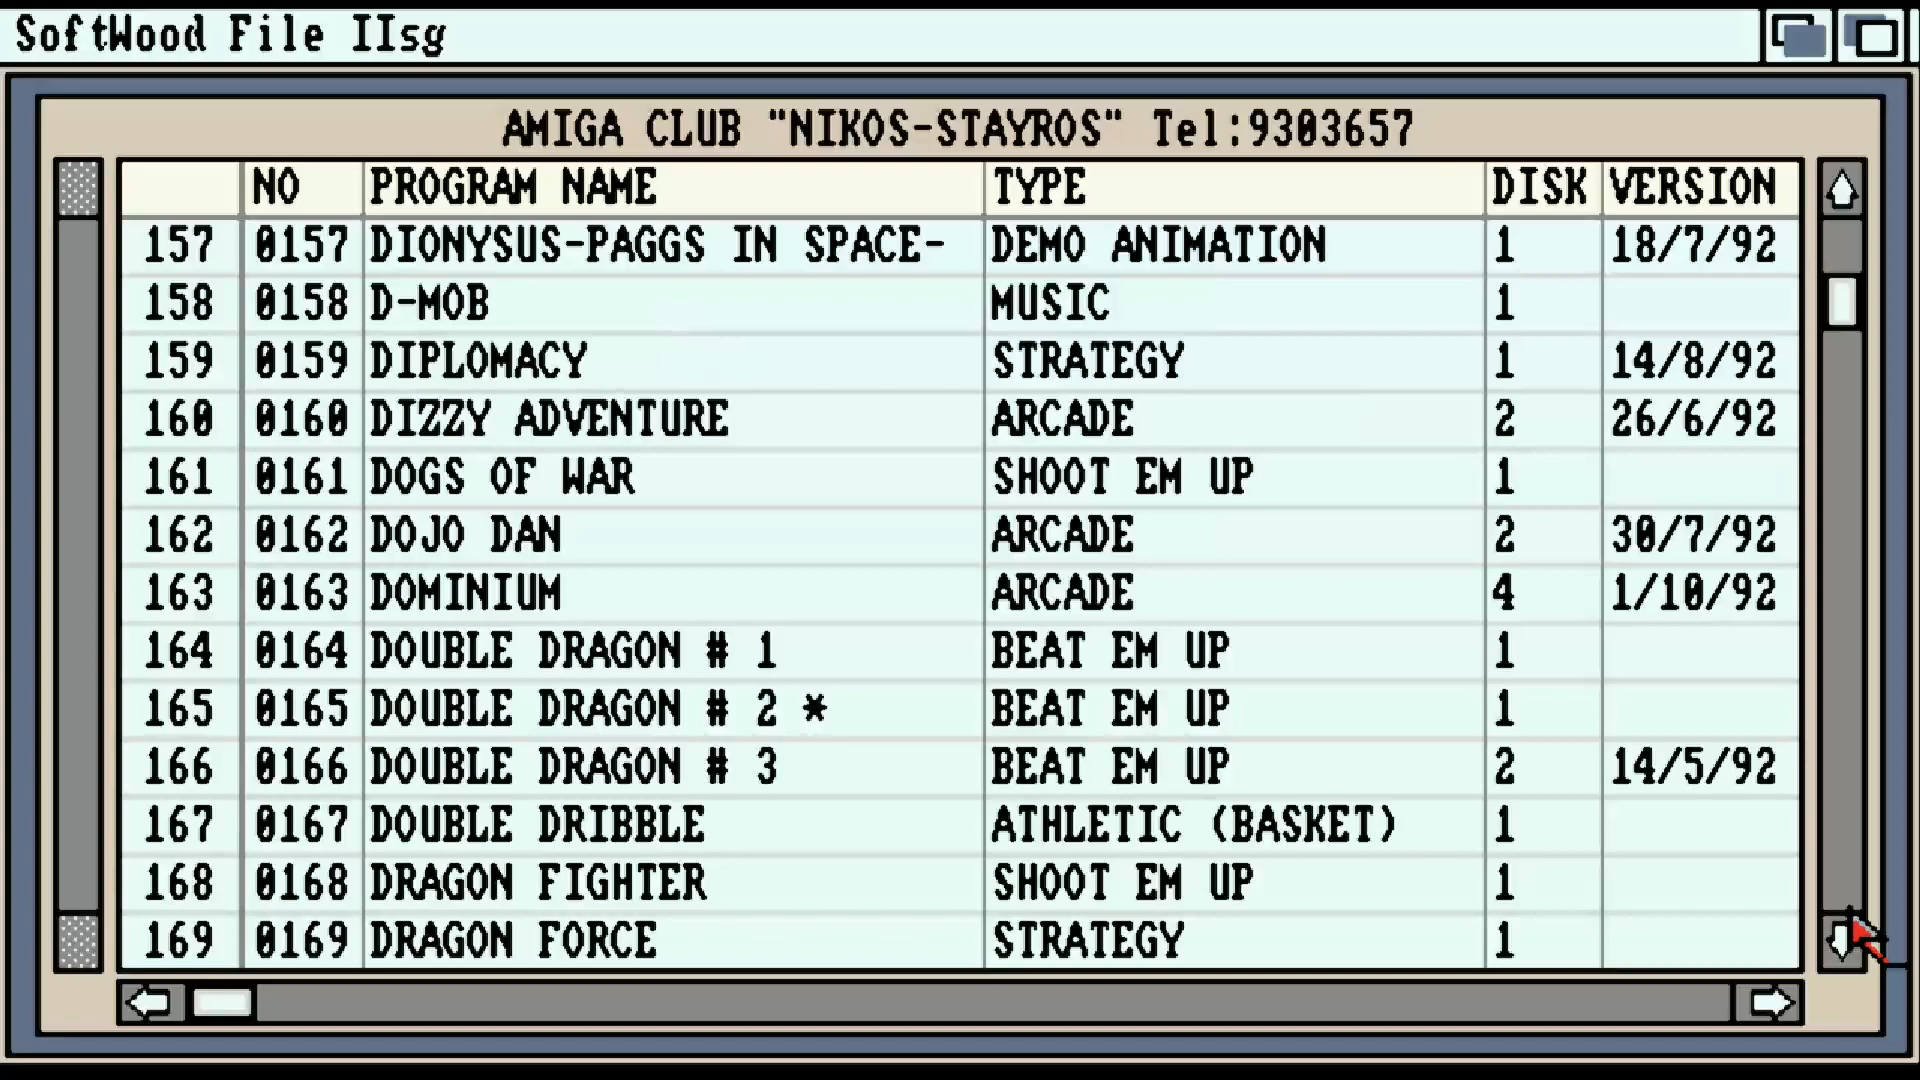 SoftWood File IIsg
AMIGA CLUB "NIKOS-STAYROS" Tel:9303657
NO PROGRAM NAME TYPE DISK VERSION
157 0157 DIONYSUS-PAGGS IN SPACE- DEMO ANIMATION 1 18/7/92
158 0158 D-MOB MUSIC 1
159 0159 DIPLOMACY STRATEGY 1 14/8/92
160 0160 DIZZY ADVENTURE ARCADE 2 26/6/92
161 0161 DOGS OF WAR SHOOT EM UP 1
162 0162 DOJO DAN ARCADE 2 30/7/92
163 0163 DOMINIUM ARCADE 4 1/10/92
164 0164 DOUBLE DRAGON # 1 BEAT EM UP 1
165 0165 DOUBLE DRAGON # 2 * BEAT EM UP 1
166 0166 DOUBLE DRAGON # 3 BEAT EM UP 2 14/5/92
167 0167 DOUBLE DRIBBLE ATHLETIC (BASKET) 1
168 0168 DRAGON FIGHTER SHOOT EM UP 1
169 0169 DRAGON FORCE STRATEGY 1